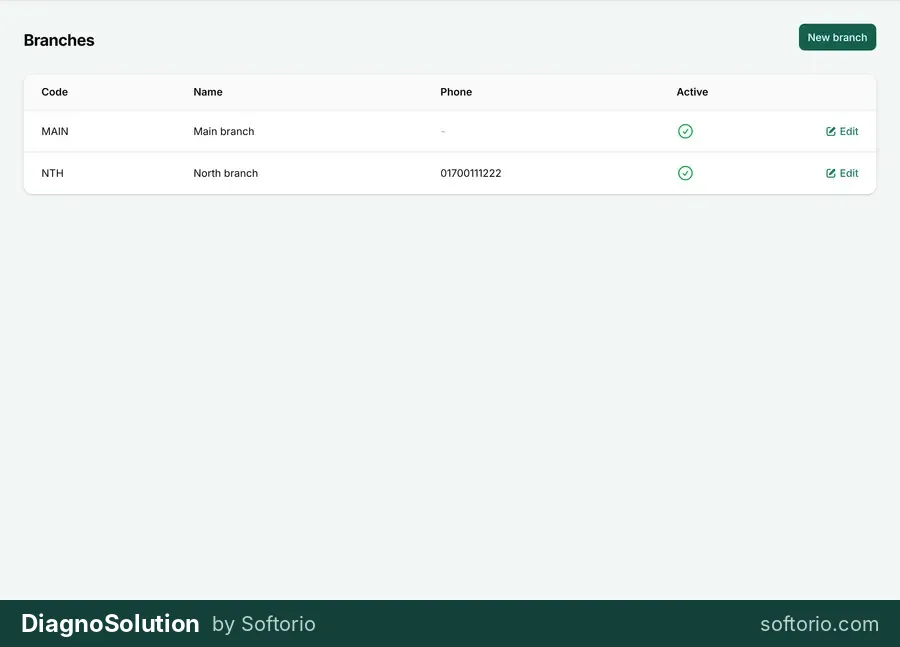 Branches
New branch
Code Name Phone Active
MAIN Main branch - Edit
NTH North branch 01700111222 Edit
DiagnoSolution by Softorio softorio.com